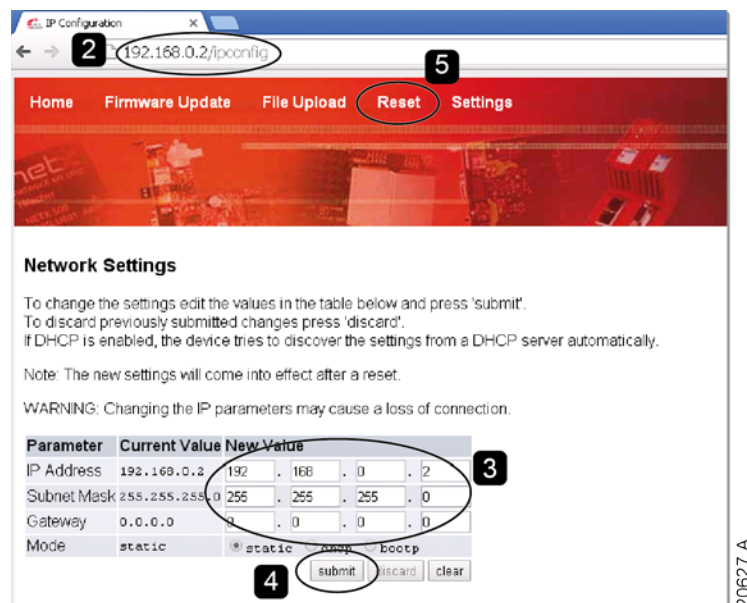 IP Configuration
2
192.168.0.2/ipconfig
5
Home Firmware Update File Upload Reset Settings
Network Settings
To change the settings edit the values in the table below and press 'submit'.
To discard previously submitted changes press 'discard'.
If DHCP is enabled, the device tries to discover the settings from a DHCP server automatically.
Note: The new settings will come into effect after a reset.
WARNING: Changing the IP parameters may cause a loss of connection.
Parameter Current Value New Value
IP Address 192.168.0.2 192 . 168 . 0 . 2
3
Subnet Mask 255.255.255.0 255 . 255 . 255 . 0
Gateway 0.0.0.0 0 . 0 . 0 . 0
Mode static static dhcp bootp
4
submit discard clear
20627_A